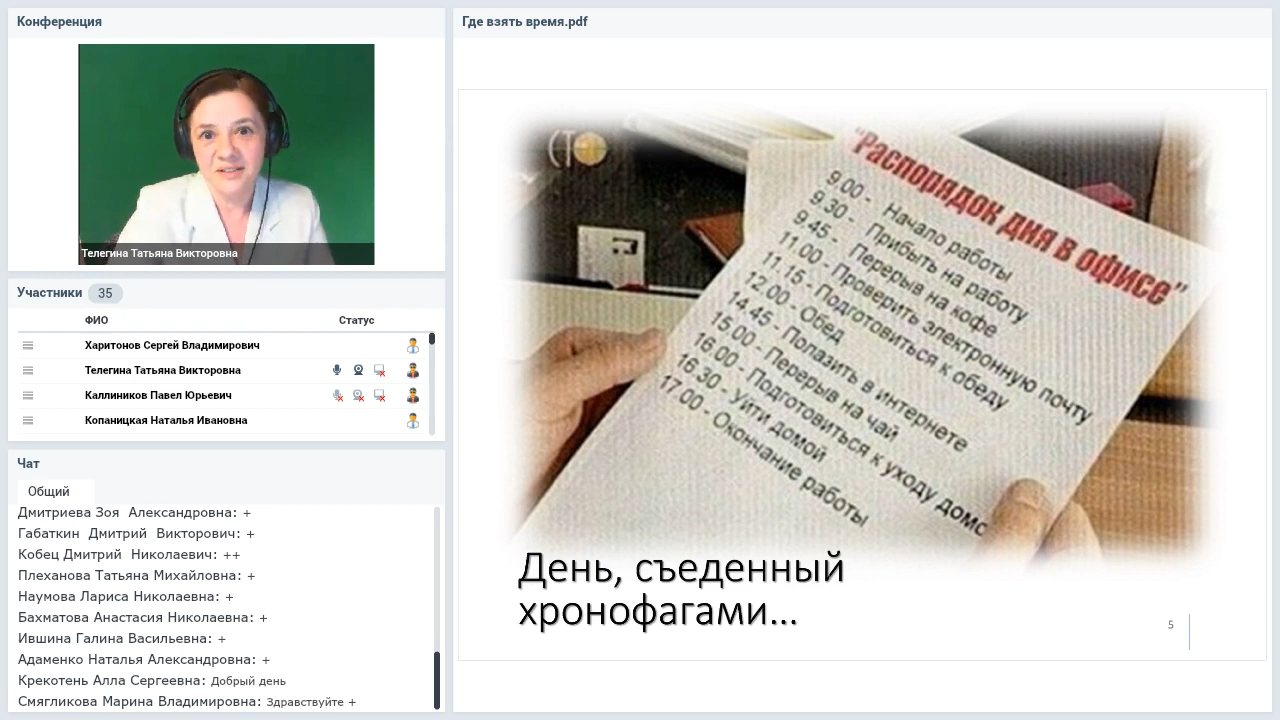 Конференция
Телегина Татьяна Викторовна
Участники 35
ФИО Статус
Харитонов Сергей Владимирович
Телегина Татьяна Викторовна
Каллиников Павел Юрьевич
Копаницкая Наталья Ивановна
Чат
Общий
Дмитриева Зоя Александровна: +
Габаткин Дмитрий Викторович: +
Кобец Дмитрий Николаевич: ++
Плеханова Татьяна Михайловна: +
Наумова Лариса Николаевна: +
Бахматова Анастасия Николаевна: +
Ившина Галина Васильевна: +
Адаменко Наталья Александровна: +
Крекотень Алла Сергеевна: Добрый день
Смягликова Марина Владимировна: Здравствуйте +
Где взять время.pdf
СТО
"Распорядок дня в офисе"
9.00 - Начало работы
9.30 - Прибыть на работу
9.45 - Перерыв на кофе
11.00 - Проверить электронную почту
11.15 - Подготовиться к обеду
12.00 - Обед
14.45 - Полазить в интернете
15.00 - Перерыв на чай
16.00 - Подготовиться к уходу домо
16.30 - Уйти домой
17.00 - Окончание работы
День, съеденный
хронофагами...
5